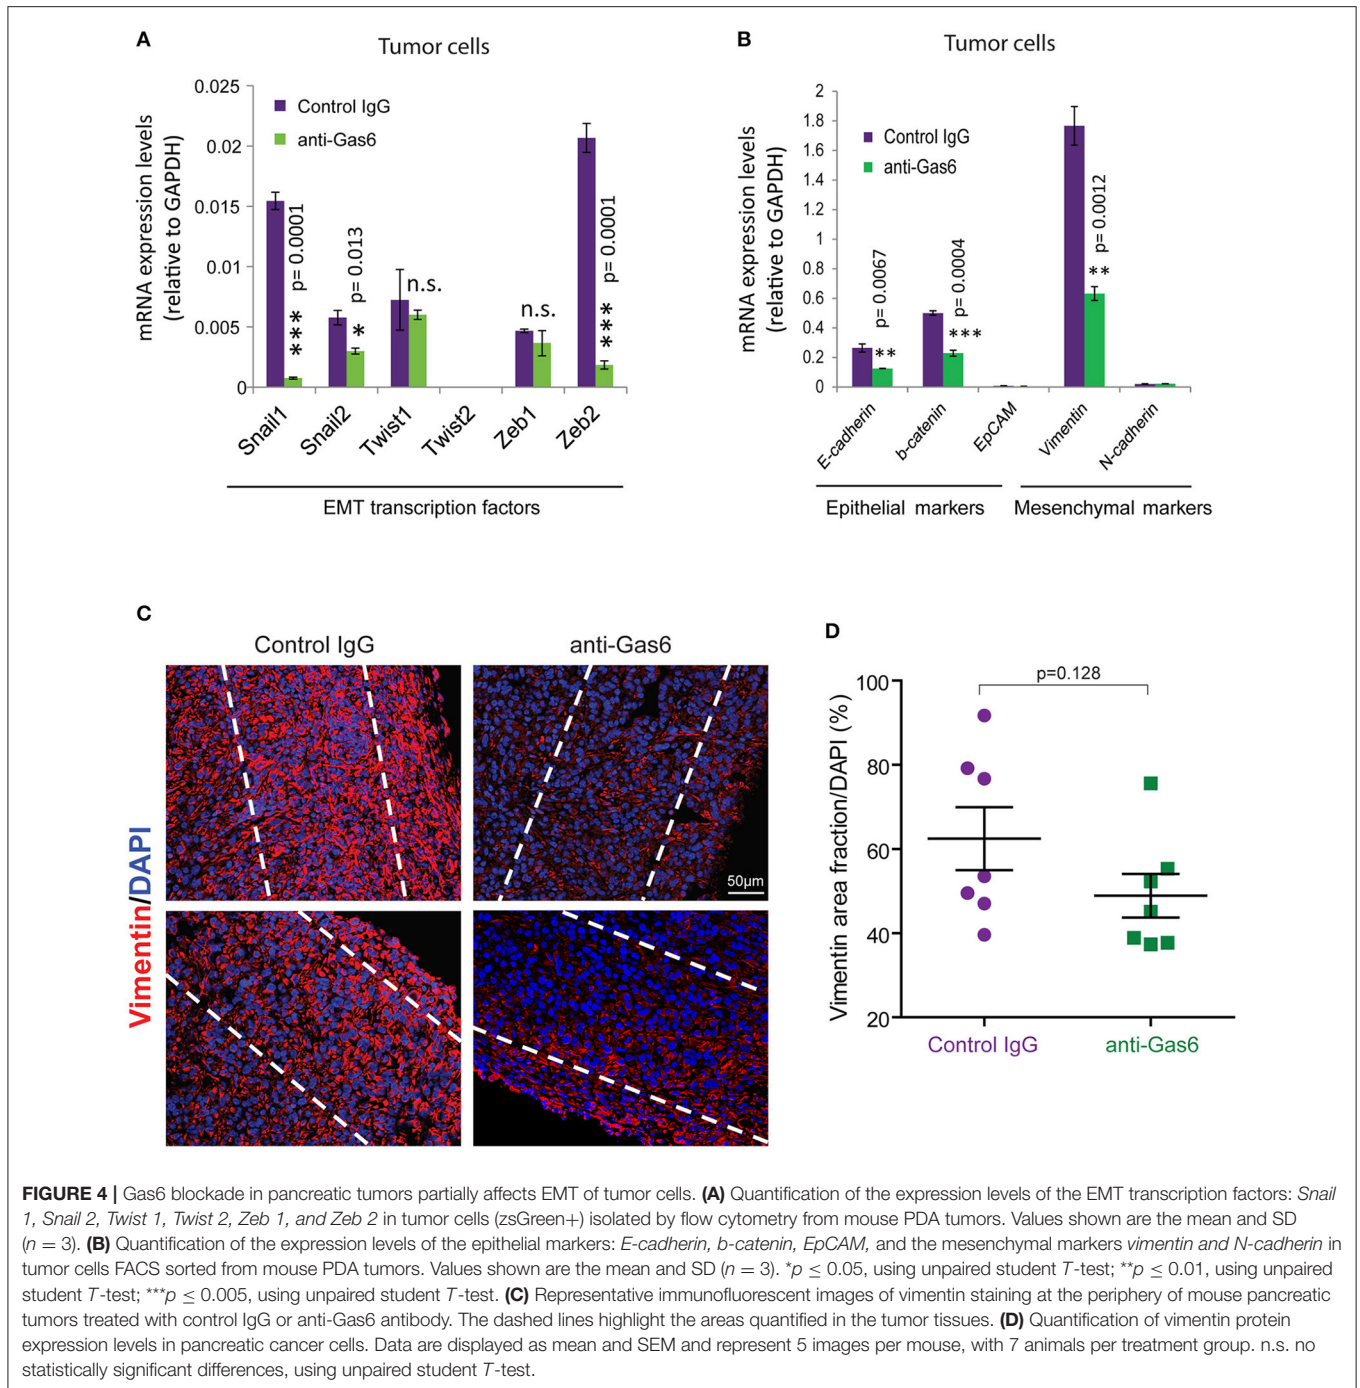 A
Tumor cells
mRNA expression levels
(relative to GAPDH)
0.025
0.02
0.015
0.01
0.005
0
Control IgG
anti-Gas6
p= 0.0001
***
p= 0.013
*
n.s.
n.s.
p= 0.0001
***
Snail1
Snail2
Twist1
Twist2
Zeb1
Zeb2
EMT transcription factors
B
Tumor cells
mRNA expression levels
(relative to GAPDH)
2
1.8
1.6
1.4
1.2
1
0.8
0.6
0.4
0.2
0
Control IgG
anti-Gas6
p= 0.0067
**
p= 0.0004
***
p= 0.0012
**
E-cadherin
b-catenin
EpCAM
Vimentin
N-cadherin
Epithelial markers
Mesenchymal markers
C
Control IgG
anti-Gas6
Vimentin/DAPI
50µm
D
Vimentin area fraction/DAPI (%)
100
80
60
40
20
p=0.128
Control IgG
anti-Gas6
FIGURE 4 | Gas6 blockade in pancreatic tumors partially affects EMT of tumor cells. (A) Quantification of the expression levels of the EMT transcription factors: Snail
1, Snail 2, Twist 1, Twist 2, Zeb 1, and Zeb 2 in tumor cells (zsGreen+) isolated by flow cytometry from mouse PDA tumors. Values shown are the mean and SD
(n = 3). (B) Quantification of the expression levels of the epithelial markers: E-cadherin, b-catenin, EpCAM, and the mesenchymal markers vimentin and N-cadherin in
tumor cells FACS sorted from mouse PDA tumors. Values shown are the mean and SD (n = 3). *p ≤ 0.05, using unpaired student T-test; **p ≤ 0.01, using unpaired
student T-test; ***p ≤ 0.005, using unpaired student T-test. (C) Representative immunofluorescent images of vimentin staining at the periphery of mouse pancreatic
tumors treated with control IgG or anti-Gas6 antibody. The dashed lines highlight the areas quantified in the tumor tissues. (D) Quantification of vimentin protein
expression levels in pancreatic cancer cells. Data are displayed as mean and SEM and represent 5 images per mouse, with 7 animals per treatment group. n.s. no
statistically significant differences, using unpaired student T-test.